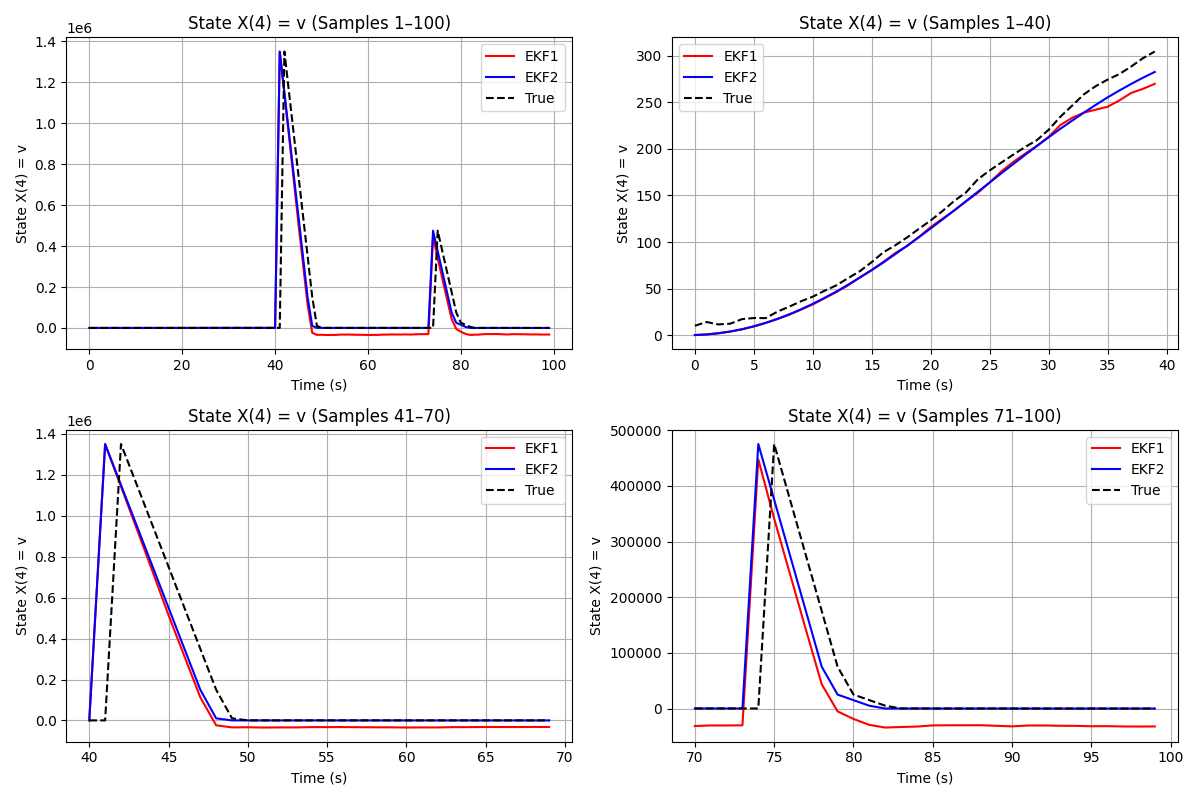 State X(4) = v (Samples 1–100)
1e6
1.4
1.2
1.0
0.8
0.6
0.4
0.2
0.0
State X(4) = v
0
20
40
60
80
100
Time (s)
EKF1
EKF2
True
State X(4) = v (Samples 1–40)
300
250
200
150
100
50
0
State X(4) = v
0
5
10
15
20
25
30
35
40
Time (s)
EKF1
EKF2
True
State X(4) = v (Samples 41–70)
1e6
1.4
1.2
1.0
0.8
0.6
0.4
0.2
0.0
State X(4) = v
40
45
50
55
60
65
70
Time (s)
EKF1
EKF2
True
State X(4) = v (Samples 71–100)
500000
400000
300000
200000
100000
0
State X(4) = v
70
75
80
85
90
95
100
Time (s)
EKF1
EKF2
True